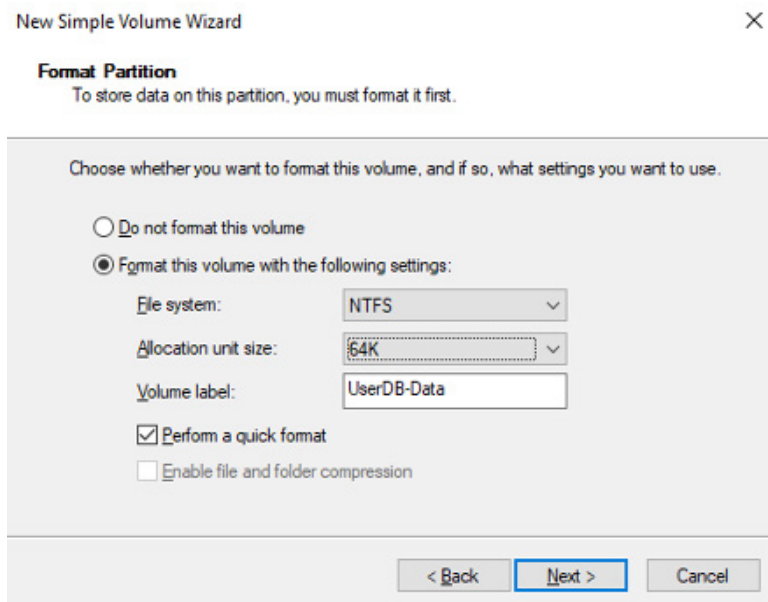 New Simple Volume Wizard
Format Partition
To store data on this partition, you must format it first.
Choose whether you want to format this volume, and if so, what settings you want to use.
Do not format this volume
Format this volume with the following settings:
File system: NTFS
Allocation unit size: 64K
Volume label: UserDB-Data
Perform a quick format
Enable file and folder compression
< Back Next > Cancel